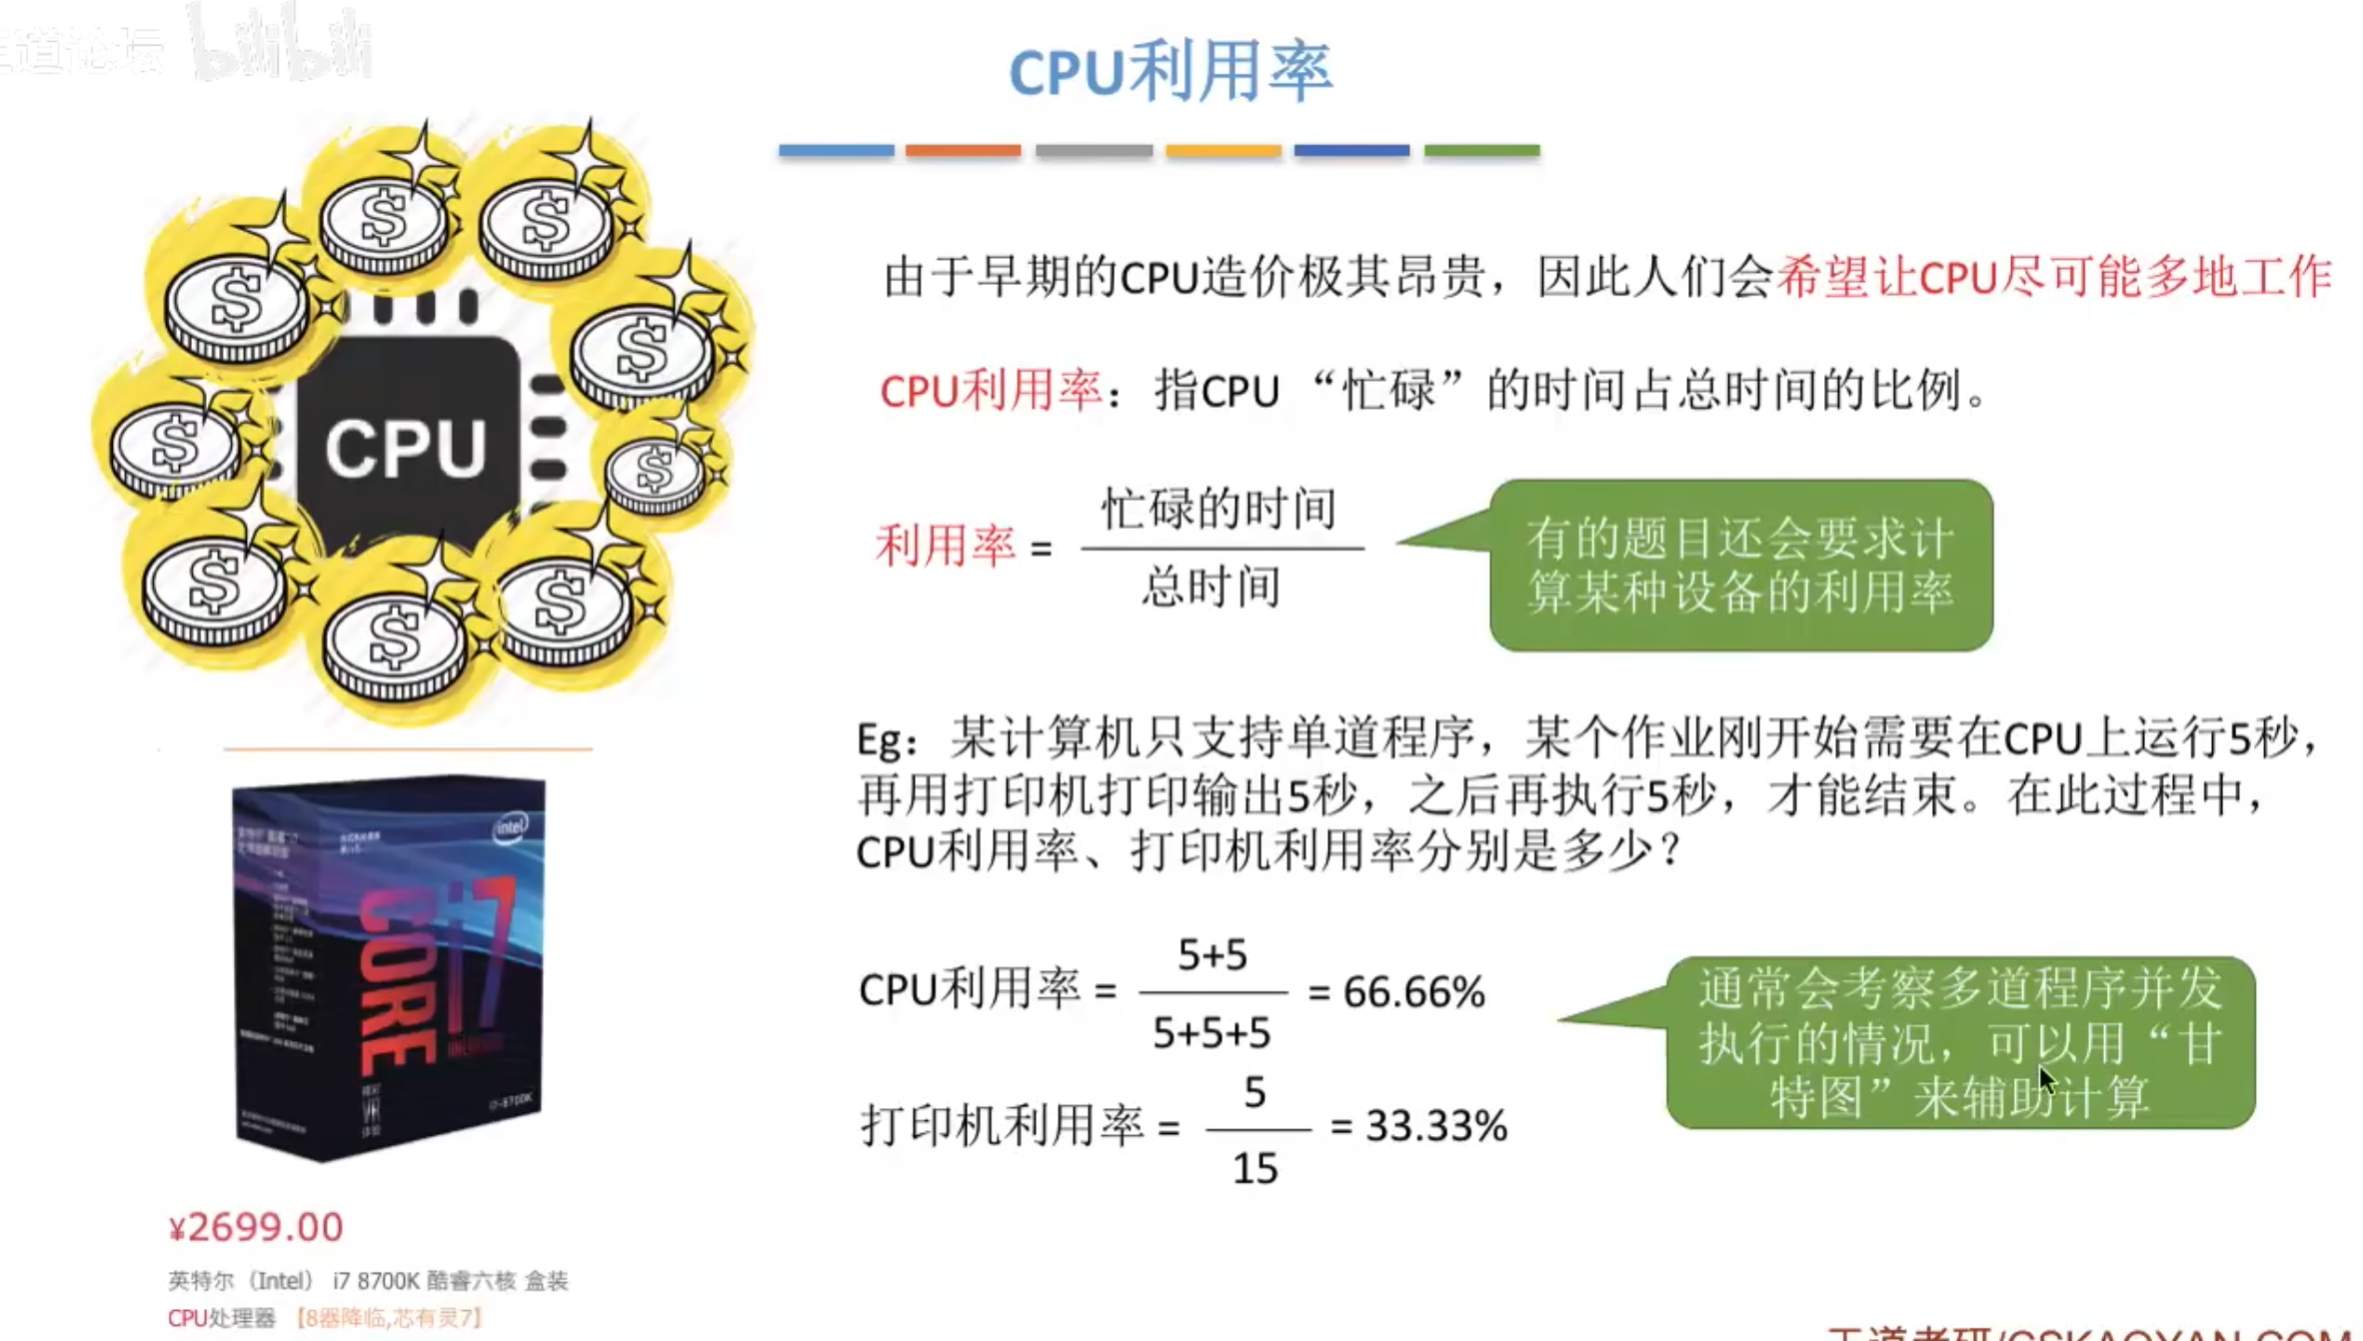 bilibili
CPU利用率
由于早期的CPU造价极其昂贵，因此人们会希望让CPU尽可能多地工作
CPU利用率：指CPU “忙碌”的时间占总时间的比例。
利用率 =
忙碌的时间
总时间
有的题目还会要求计
算某种设备的利用率
Eg：某计算机只支持单道程序，某个作业刚开始需要在CPU上运行5秒，
再用打印机打印输出5秒，之后再执行5秒，才能结束。在此过程中，
CPU利用率、打印机利用率分别是多少？
CPU利用率 =
5+5
5+5+5
= 66.66%
通常会考察多道程序并发
执行的情况，可以用“甘
特图”来辅助计算
打印机利用率 =
5
15
= 33.33%
CPU
$
$
$
$
$
$
$
$
$
intel
CORE
i7
VR
体验
i7-8700K
¥2699.00
英特尔（Intel） i7 8700K 酷睿六核 盒装
CPU处理器 【8器降临,芯有灵7】
王道考研/CSKAOYAN.COM